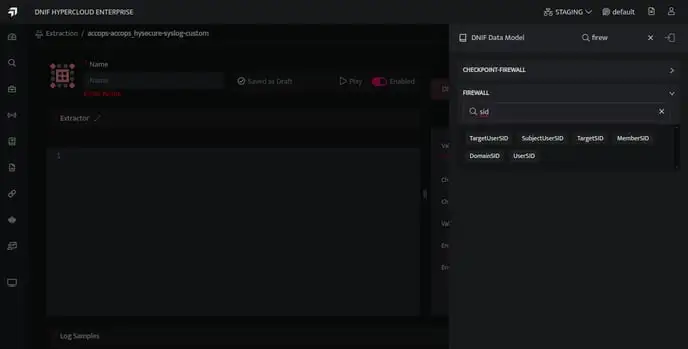 DNIF HYPERCLOUD ENTERPRISE
STAGING
default
Extraction / accops-accops_hysecure-syslog-custom
* Name
Name
Saved as Draft
Play
Enabled
Extractor
1
Log Samples
DNIF Data Model
firew
CHECKPOINT-FIREWALL
FIREWALL
sid
TargetUserSID SubjectUserSID TargetSID MemberSID
DomainSID UserSID